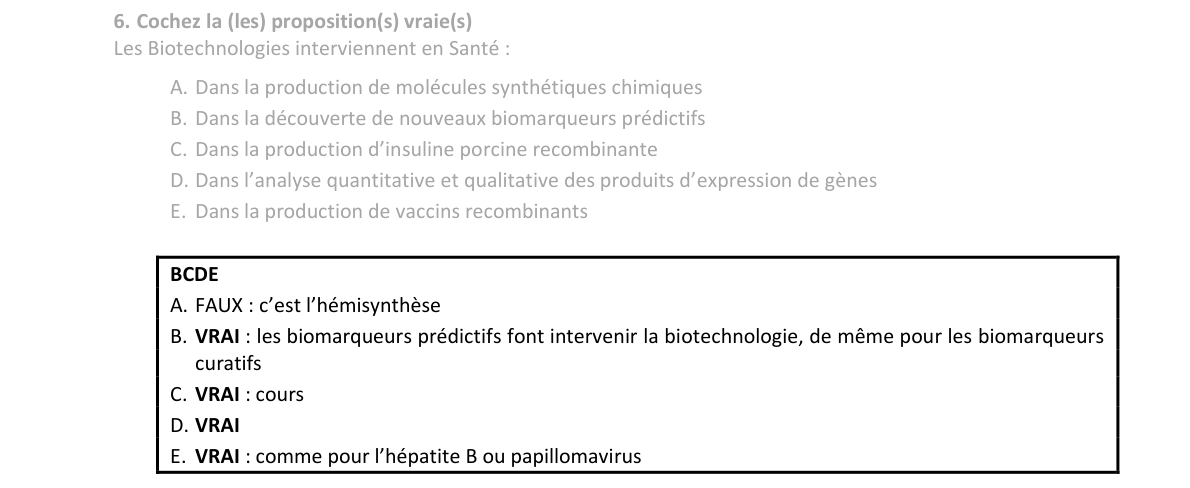 6. Cochez la (les) proposition(s) vraie(s)
Les Biotechnologies interviennent en Santé :
A. Dans la production de molécules synthétiques chimiques
B. Dans la découverte de nouveaux biomarqueurs prédictifs
C. Dans la production d’insuline porcine recombinante
D. Dans l’analyse quantitative et qualitative des produits d’expression de gènes
E. Dans la production de vaccins recombinants
BCDE
A. FAUX : c’est l’hémisynthèse
B. VRAI : les biomarqueurs prédictifs font intervenir la biotechnologie, de même pour les biomarqueurs
curatifs
C. VRAI : cours
D. VRAI
E. VRAI : comme pour l’hépatite B ou papillomavirus